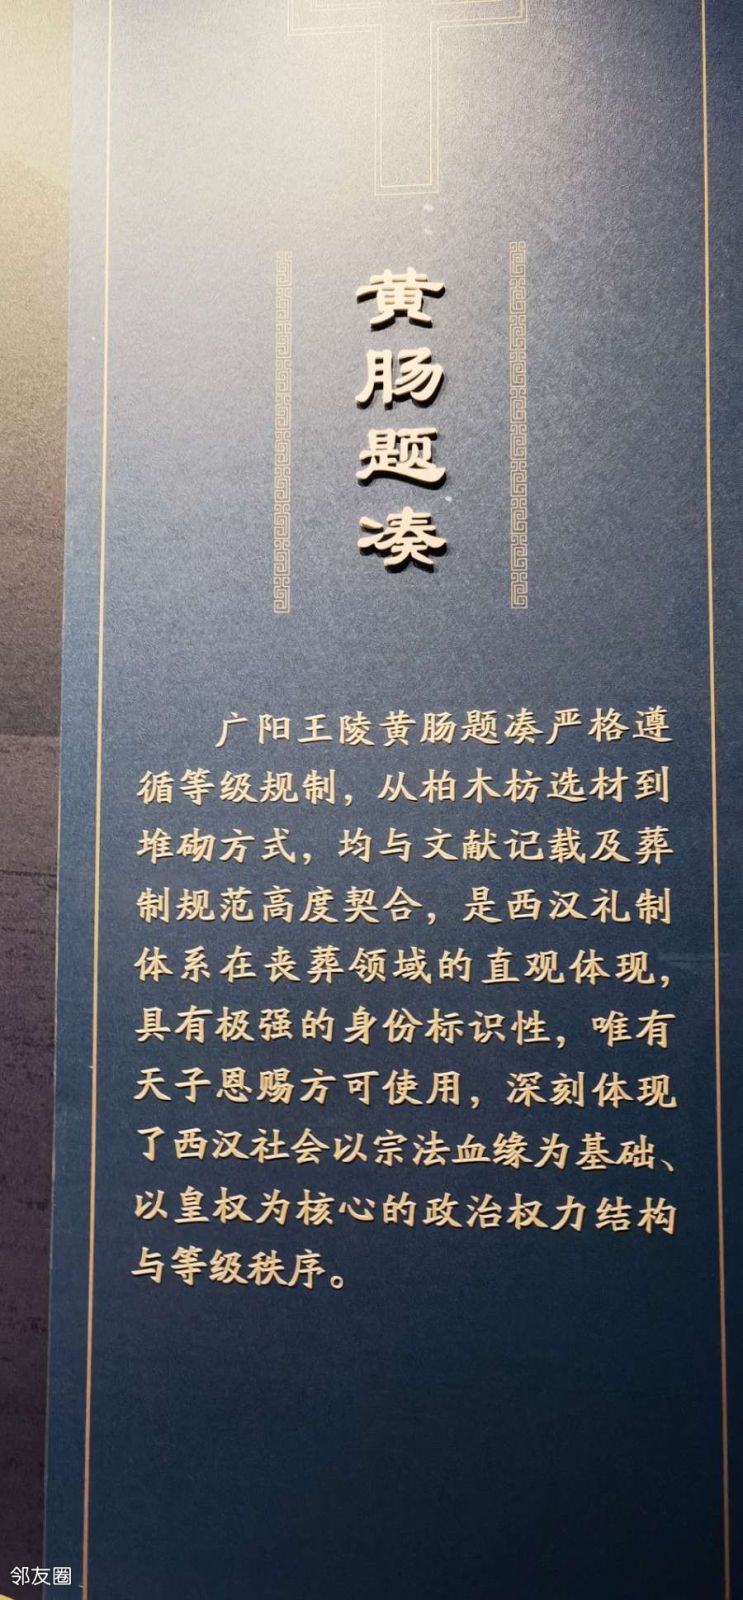 黄肠题凑
广阳王陵黄肠题凑严格遵
循等级规制，从柏木枋选材到
堆砌方式，均与文献记载及葬
制规范高度契合，是西汉礼制
体系在丧葬领域的直观体现，
具有极强的身份标识性，唯有
天子恩赐方可使用，深刻体现
了西汉社会以宗法血缘为基础、
以皇权为核心的政治权力结构
与等级秩序。
邻友圈